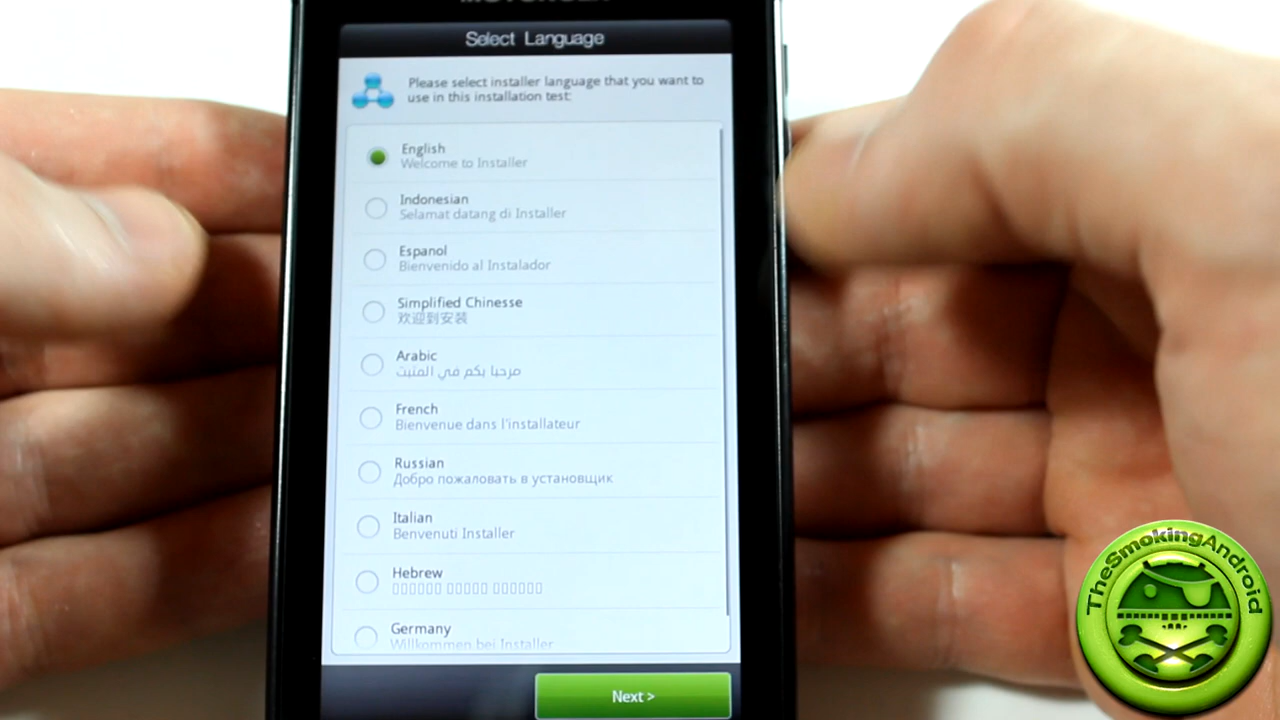 Select Language
Please select installer language that you want to
use in this installation test:
English
Welcome to Installer
Indonesian
Selamat datang di Installer
Espanol
Bienvenido al Instalador
Simplified Chinesse
欢迎到安装
Arabic
مرحبا بكم في المثبت
French
Bienvenue dans l'installateur
Russian
Добро пожаловать в установщик
Italian
Benvenuti Installer
Hebrew
Germany
Willkommen bei Installer
Next >
TheSmokingAndroid